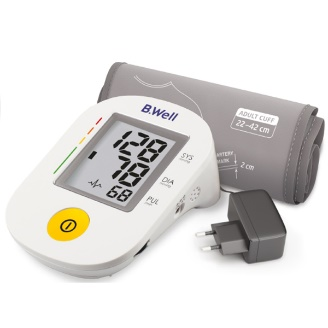 B.Well
128
78
68
SYS
DIA
PUL
ADULT CUFF
22-42 cm
2 cm